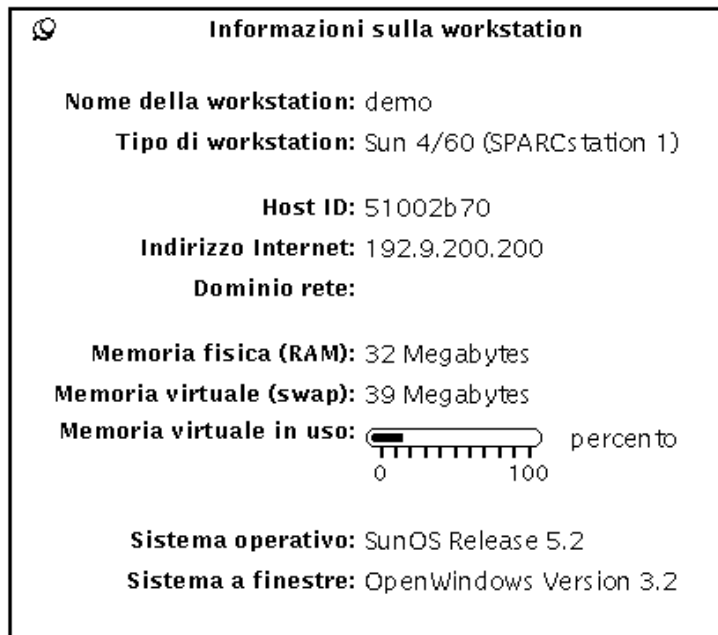 Informazioni sulla workstation
Nome della workstation: demo
Tipo di workstation: Sun 4/60 (SPARCstation 1)
Host ID: 51002b70
Indirizzo Internet: 192.9.200.200
Dominio rete:
Memoria fisica (RAM): 32 Megabytes
Memoria virtuale (swap): 39 Megabytes
Memoria virtuale in uso: percento
0 100
Sistema operativo: SunOS Release 5.2
Sistema a finestre: OpenWindows Version 3.2